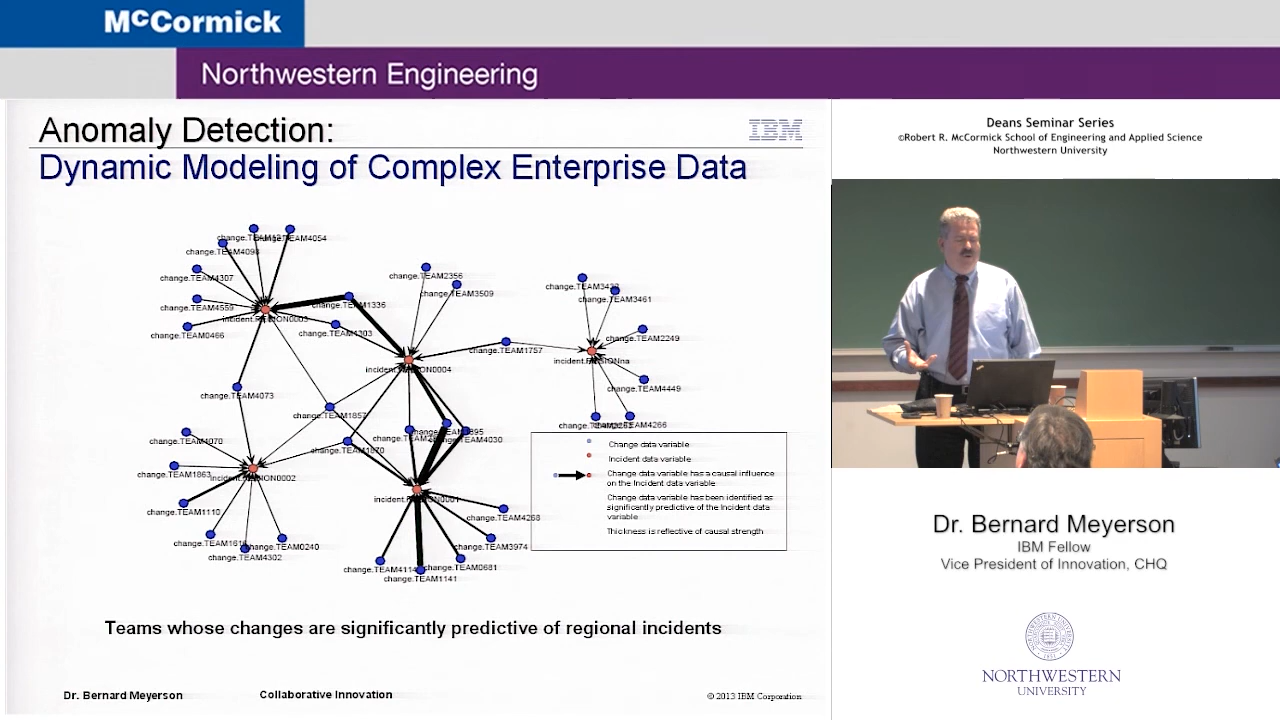 McCormick
Northwestern Engineering
Anomaly Detection:
IBM
Dynamic Modeling of Complex Enterprise Data
change.TEAM4054
change.TEAM4307
change.TEAM4559
change.TEAM0466
change.TEAM1336
change.TEAM1303
change.TEAM2356
change.TEAM3509
change.TEAM3461
change.TEAM2249
change.TEAM1757
change.TEAM4449
change.TEAM4266
change.TEAM4073
change.TEAM1857
change.TEAM4030
change.TEAM4070
change.TEAM1870
change.TEAM1863
change.TEAM1110
change.TEAM4302
change.TEAM0240
change.TEAM4268
change.TEAM3974
change.TEAM0681
change.TEAM1141
Change data variable
Incident data variable
Change data variable has a causal influence
on the Incident data variable
Change data variable has been identified as
significantly predictive of the Incident data
variable
Thickness is reflective of causal strength
Teams whose changes are significantly predictive of regional incidents
Dr. Bernard Meyerson
Collaborative Innovation
© 2013 IBM Corporation
Deans Seminar Series
©Robert R. McCormick School of Engineering and Applied Science
Northwestern University
Dr. Bernard Meyerson
IBM Fellow
Vice President of Innovation, CHQ
NORTHWESTERN
UNIVERSITY